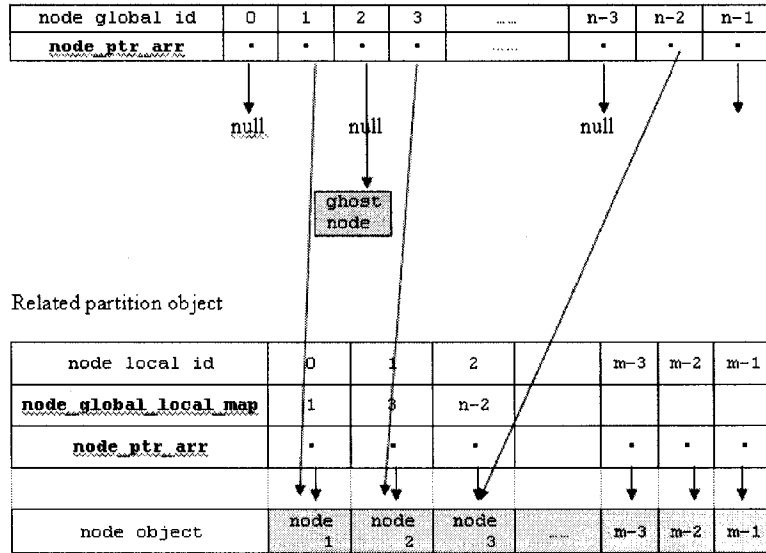 node global id 0 1 2 3 ...... n-3 n-2 n-1
node_ptr_arr • • • • ...... • • •
null null null
ghost
node
Related partition object
node local id 0 1 2 m-3 m-2 m-1
node_global_local_map 1 3 n-2
node_ptr_arr • • • • • •
node object node 1 node 2 node 3 ...... m-3 m-2 m-1